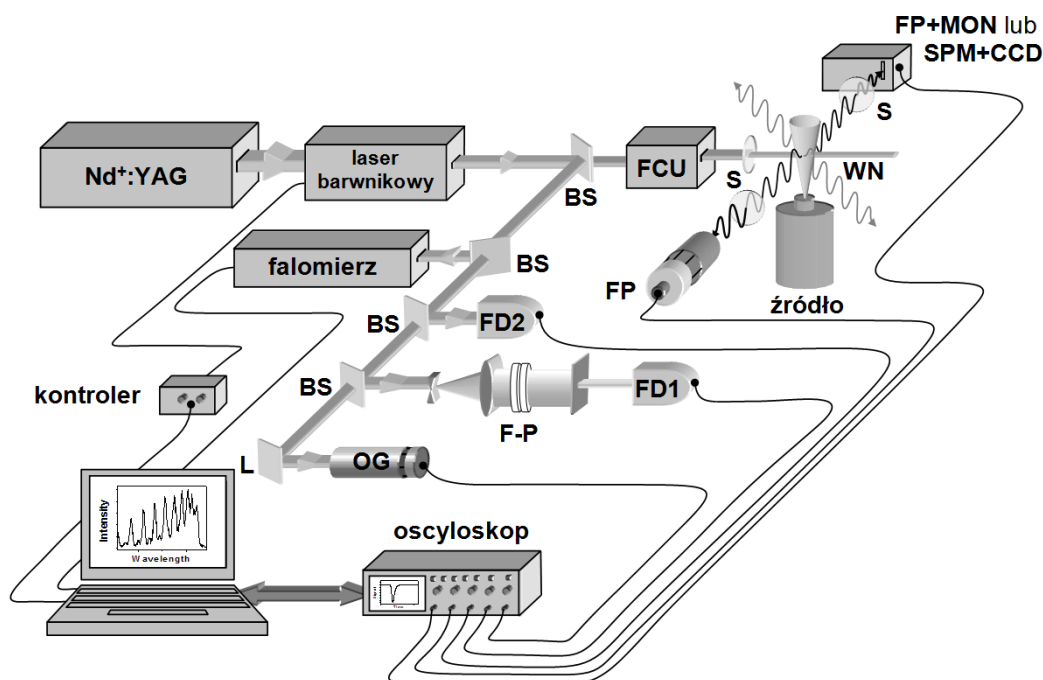 FP+MON lub
SPM+CCD
S
Nd⁺:YAG
laser
barwnikowy
BS
FCU
S
WN
falomierz
BS
FP
źródło
BS
FD2
kontroler
BS
F-P
FD1
L
OG
Intensity
Wavelength
oscyloskop